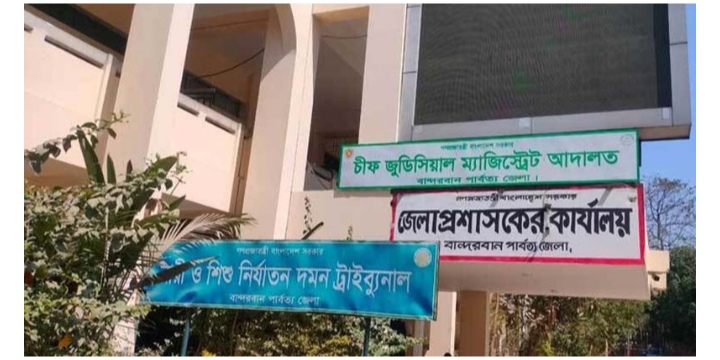 গণপ্রজাতন্ত্রী বাংলাদেশ সরকার
চীফ জুডিসিয়াল ম্যাজিস্ট্রেট আদালত
বান্দরবান পার্বত্য জেলা।
গণপ্রজাতন্ত্রী বাংলাদেশ সরকার
জেলা প্রশাসকের কার্যালয়
বান্দরবান পার্বত্য জেলা,
গণপ্রজাতন্ত্রী বাংলাদেশ সরকার
ও শিশু নির্যাতন দমন ট্রাইব্যুনাল
বান্দরবান পার্বত্য জেলা